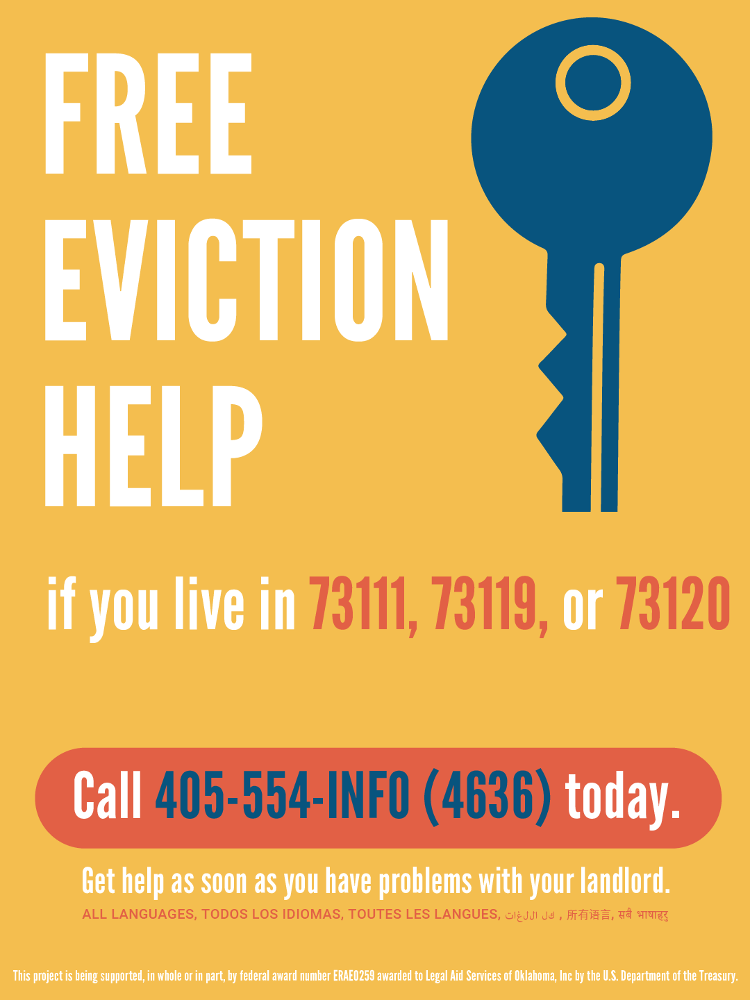 FREE
EVICTION
HELP
if you live in 73111, 73119, or 73120
Call 405-554-INFO (4636) today.
Get help as soon as you have problems with your landlord.
ALL LANGUAGES, TODOS LOS IDIOMAS, TOUTES LES LANGUES, كل اللغات , 所有语言, सबै भाषाहरु
This project is being supported, in whole or in part, by federal award number ERAE0259 awarded to Legal Aid Services of Oklahoma, Inc by the U.S. Department of the Treasury.